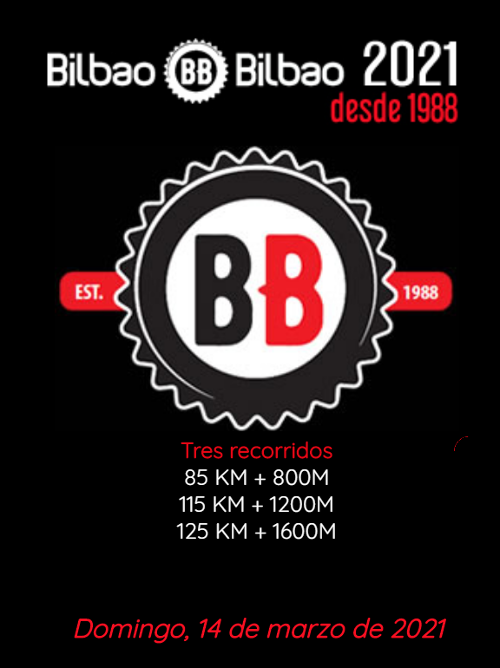 Bilbao BB Bilbao 2021
desde 1988
EST. BB 1988
Tres recorridos
85 KM + 800M
115 KM + 1200M
125 KM + 1600M
Domingo, 14 de marzo de 2021